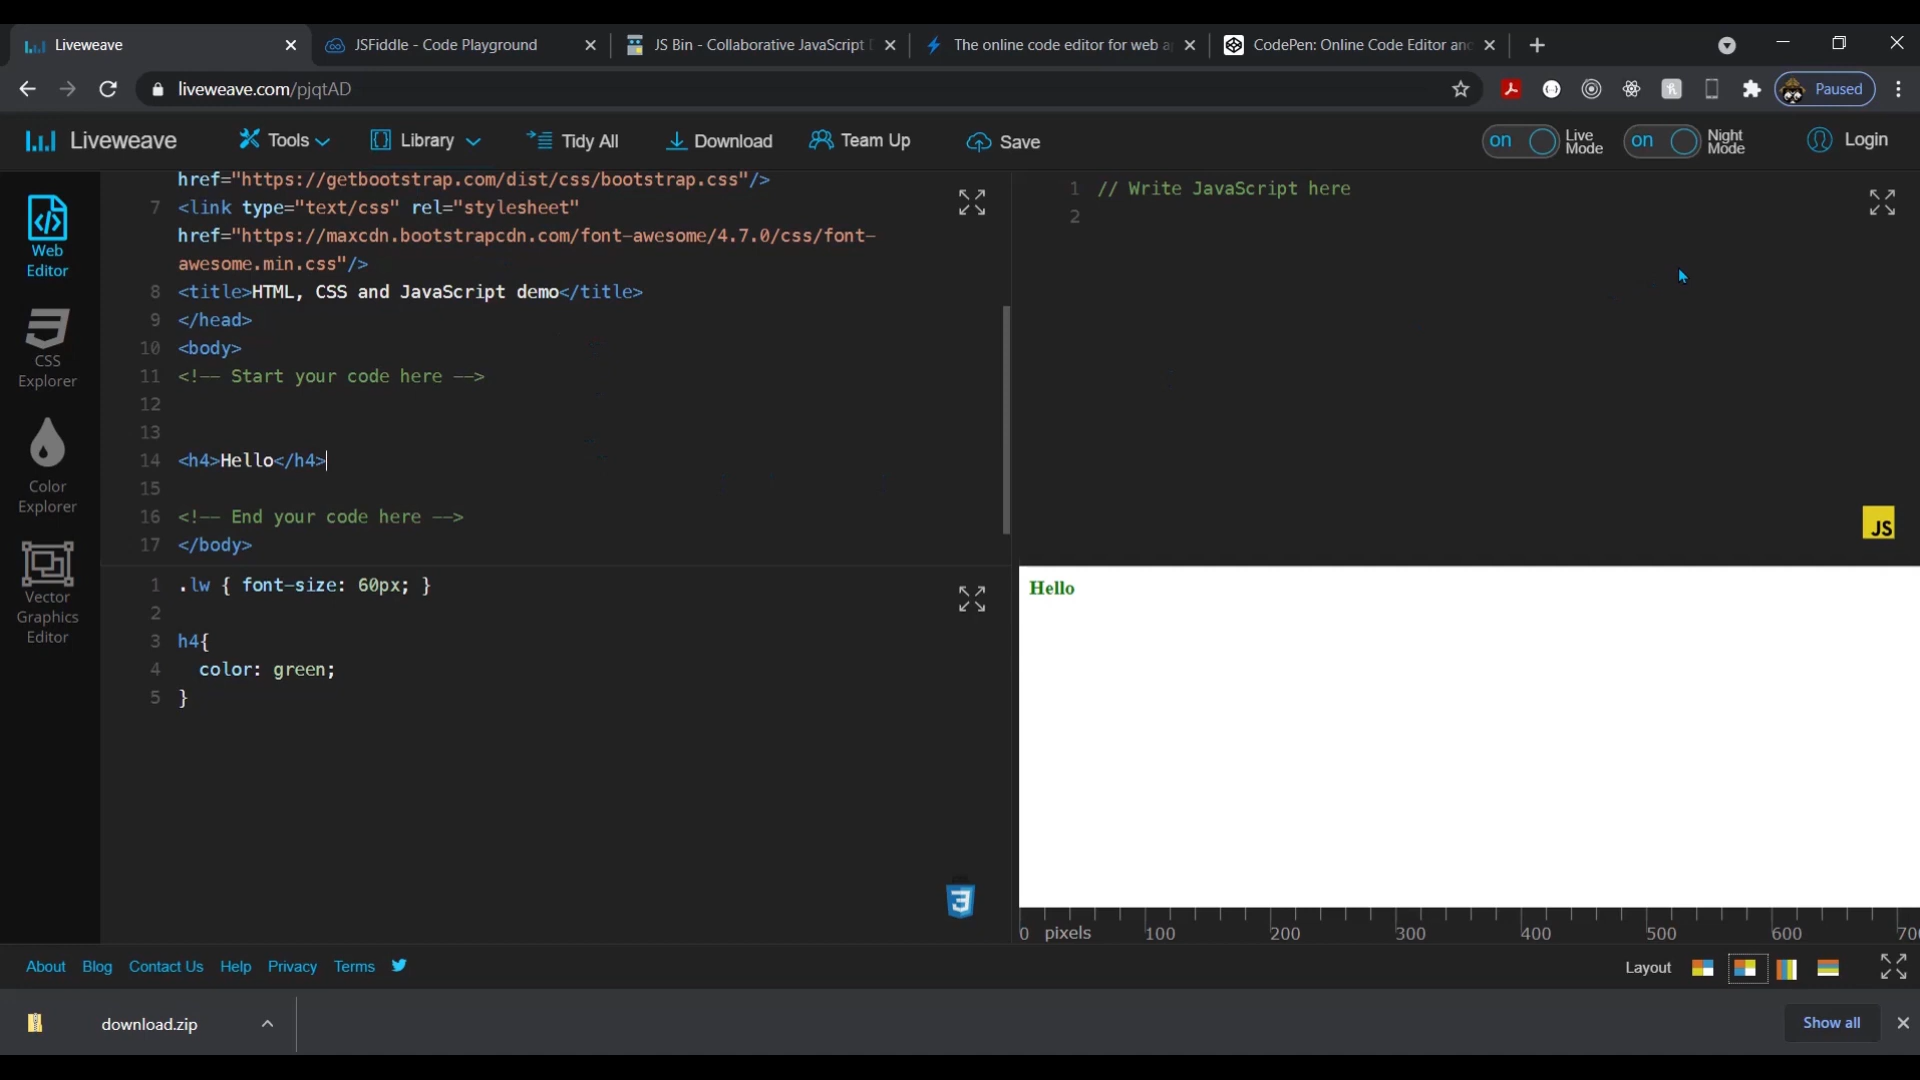 Liveweave
JSFiddle - Code Playground
JS Bin - Collaborative JavaScript
The online code editor for web a
CodePen: Online Code Editor an
liveweave.com/pjqtAD
Paused
Liveweave
Tools
Library
Tidy All
Download
Team Up
Save
on
Live Mode
on
Night Mode
Login
Web
Editor
CSS
Explorer
Color
Explorer
Vector
Graphics
Editor
href="https://getbootstrap.com/dist/css/bootstrap.css"/>
7 <link type="text/css" rel="stylesheet"
href="https://maxcdn.bootstrapcdn.com/font-awesome/4.7.0/css/font-
awesome.min.css"/>
8 <title>HTML, CSS and JavaScript demo</title>
9 </head>
10 <body>
11 <!-- Start your code here -->
12
13
14 <h4>Hello</h4>
15
16 <!-- End your code here -->
17 </body>
1 // Write JavaScript here
2
JS
1 .lw { font-size: 60px; }
2
3 h4{
4 color: green;
5 }
3
Hello
0 pixels 100 200 300 400 500 600 700
About Blog Contact Us Help Privacy Terms
Layout
download.zip
Show all